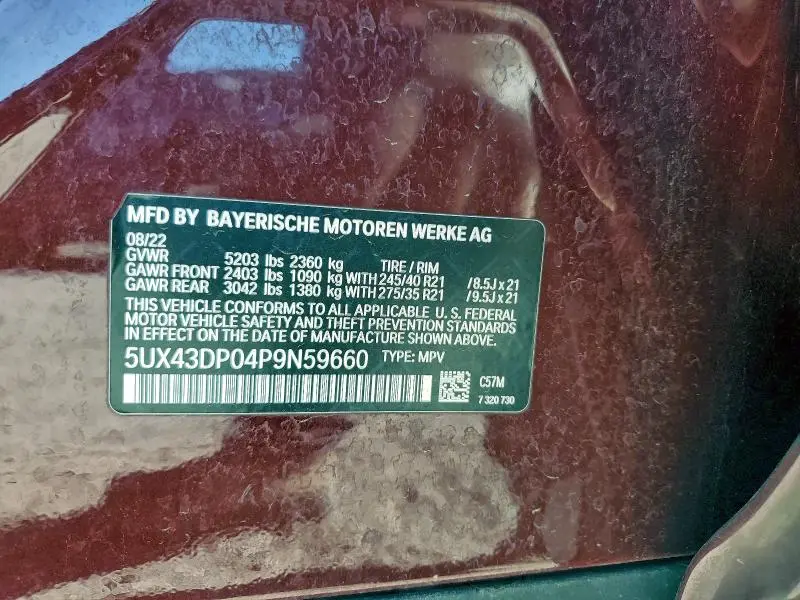 MFD BY BAYERISCHE MOTOREN WERKE AG
08/22
GVWR 5203 lbs 2360 kg TIRE / RIM
GAWR FRONT 2403 lbs 1090 kg WITH 245/40 R21 /8.5J x 21
GAWR REAR 3042 lbs 1380 kg WITH 275/35 R21 /9.5J x 21
THIS VEHICLE CONFORMS TO ALL APPLICABLE U. S. FEDERAL
MOTOR VEHICLE SAFETY AND THEFT PREVENTION STANDARDS
IN EFFECT ON THE DATE OF MANUFACTURE SHOWN ABOVE.
5UX43DP04P9N59660 TYPE: MPV
C57M
7 320 730